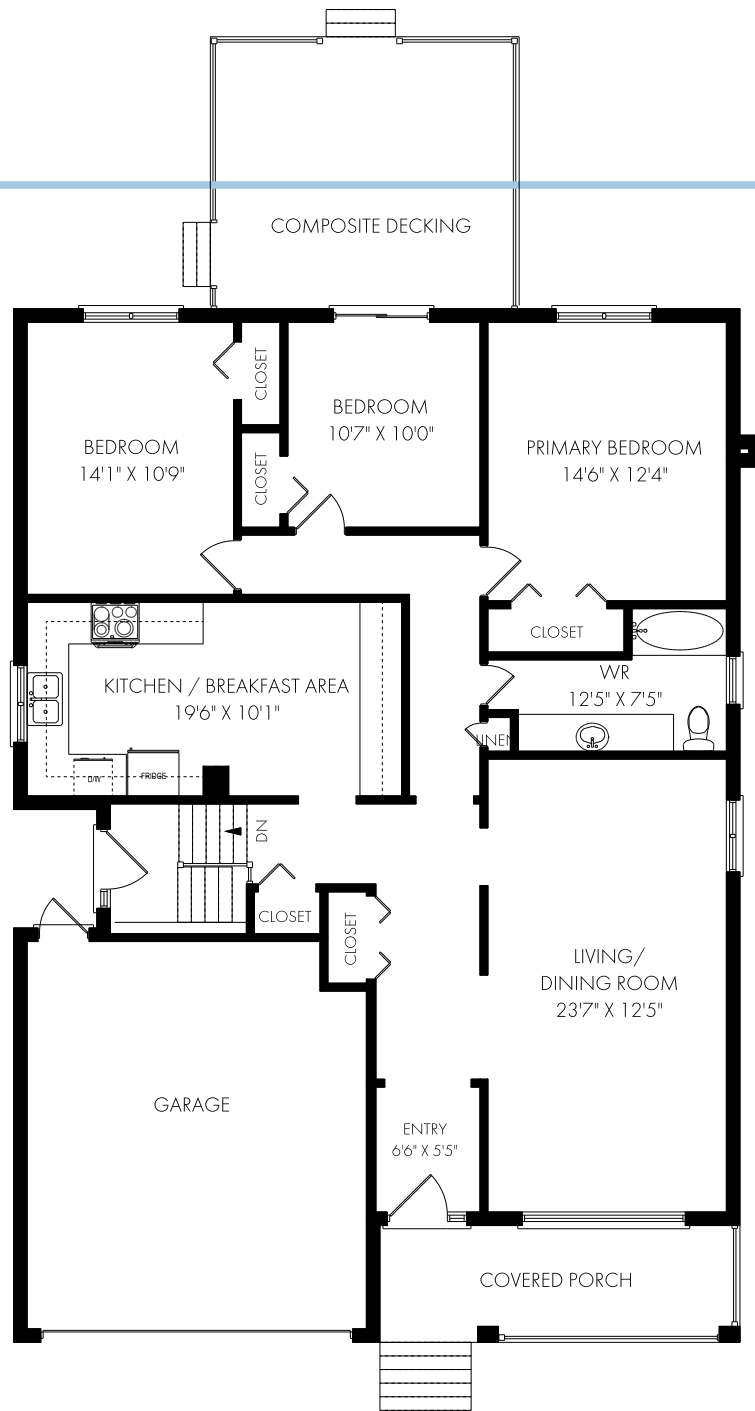 COMPOSITE DECKING
CLOSET
BEDROOM
10'7" X 10'0"
BEDROOM
14'1" X 10'9"
PRIMARY BEDROOM
14'6" X 12'4"
CLOSET
CLOSET
KITCHEN / BREAKFAST AREA
19'6" X 10'1"
WR
12'5" X 7'5"
LINEN
D/W
FRIDGE
DN
CLOSET
CLOSET
LIVING/
DINING ROOM
23'7" X 12'5"
GARAGE
ENTRY
6'6" X 5'5"
COVERED PORCH